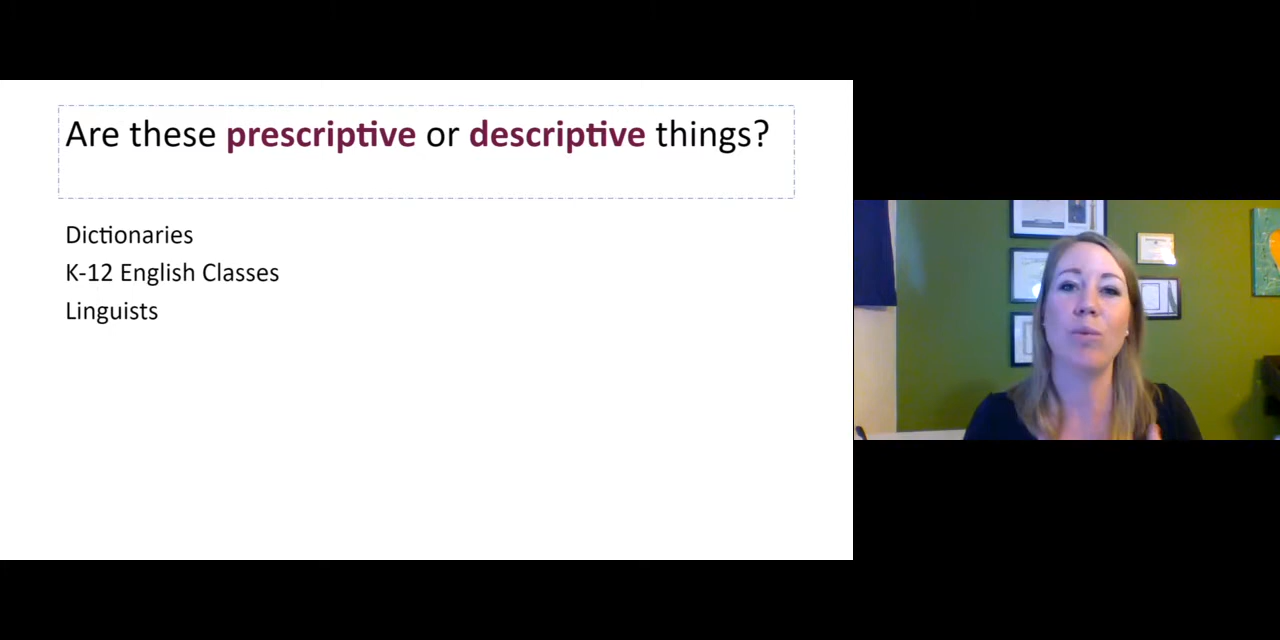 Are these prescriptive or descriptive things?
Dictionaries
K-12 English Classes
Linguists